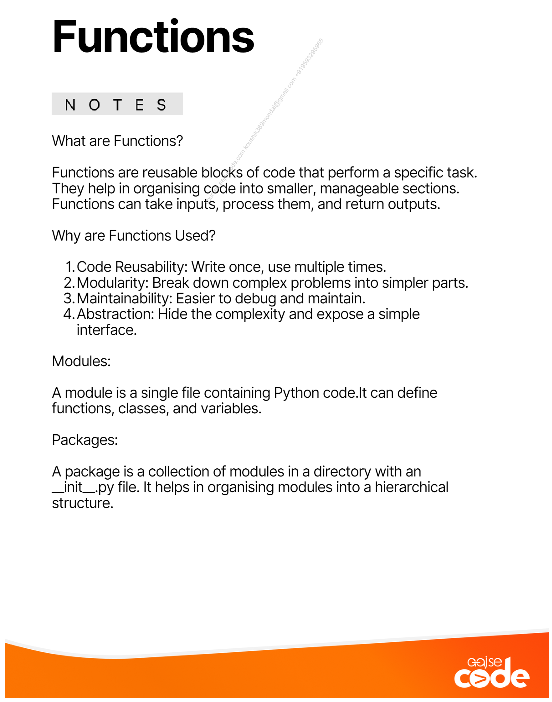 Functions
NOTES
What are Functions?
Functions are reusable blocks of code that perform a specific task.
They help in organising code into smaller, manageable sections.
Functions can take inputs, process them, and return outputs.
Why are Functions Used?
1. Code Reusability: Write once, use multiple times.
2. Modularity: Break down complex problems into simpler parts.
3. Maintainability: Easier to debug and maintain.
4. Abstraction: Hide the complexity and expose a simple
interface.
Modules:
A module is a single file containing Python code.It can define
functions, classes, and variables.
Packages:
A package is a collection of modules in a directory with an
__init__.py file. It helps in organising modules into a hierarchical
structure.
code